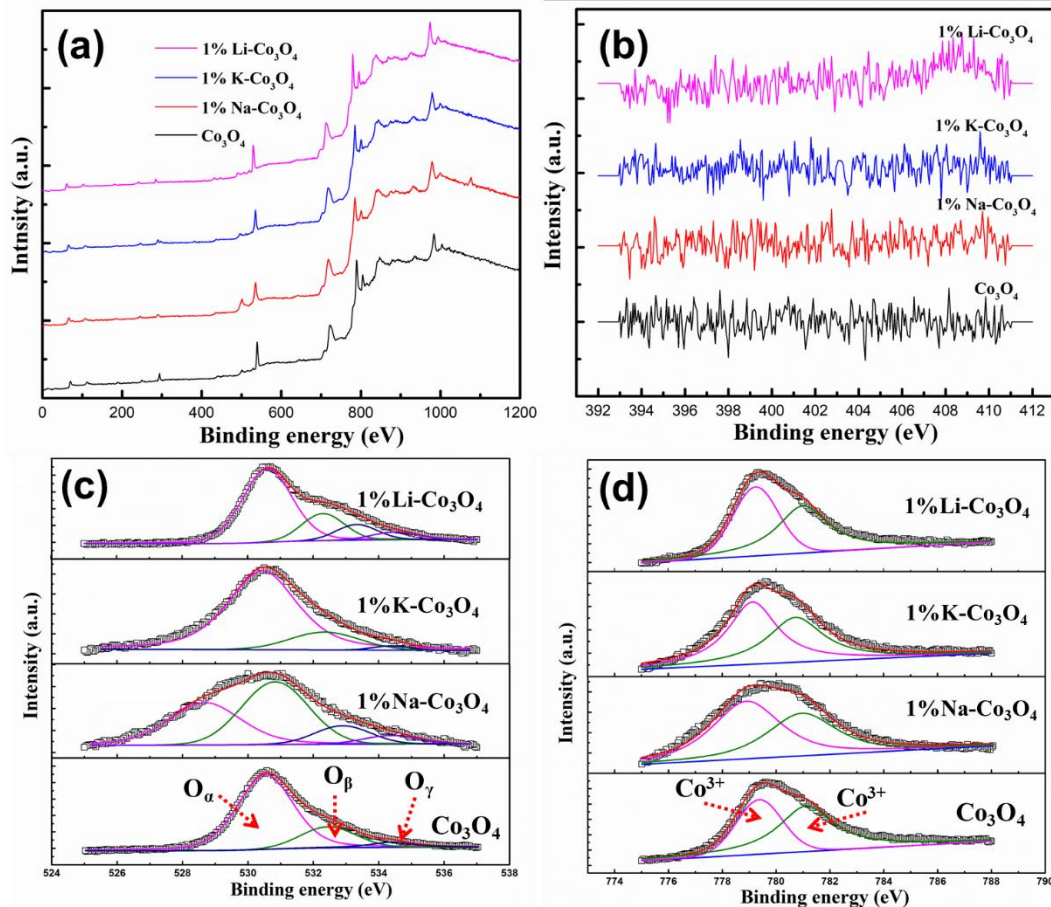 (a)
1% Li-Co₃O₄
1% K-Co₃O₄
1% Na-Co₃O₄
Co₃O₄
Intnsity (a.u.)
0 200 400 600 800 1000 1200
Binding energy (eV)
(b)
1% Li-Co₃O₄
1% K-Co₃O₄
1% Na-Co₃O₄
Co₃O₄
Intensity (a.u.)
392 394 396 398 400 402 404 406 408 410 412
Binding energy (eV)
(c)
1%Li-Co₃O₄
1%K-Co₃O₄
1%Na-Co₃O₄
Oα Oβ Oγ
Co₃O₄
Intensity (a.u.)
524 526 528 530 532 534 536 538
Binding energy (eV)
(d)
1%Li-Co₃O₄
1%K-Co₃O₄
1%Na-Co₃O₄
Co³⁺ Co³⁺ Co₃O₄
Intensity (a.u.)
774 776 778 780 782 784 786 788 790
Binding energy (eV)